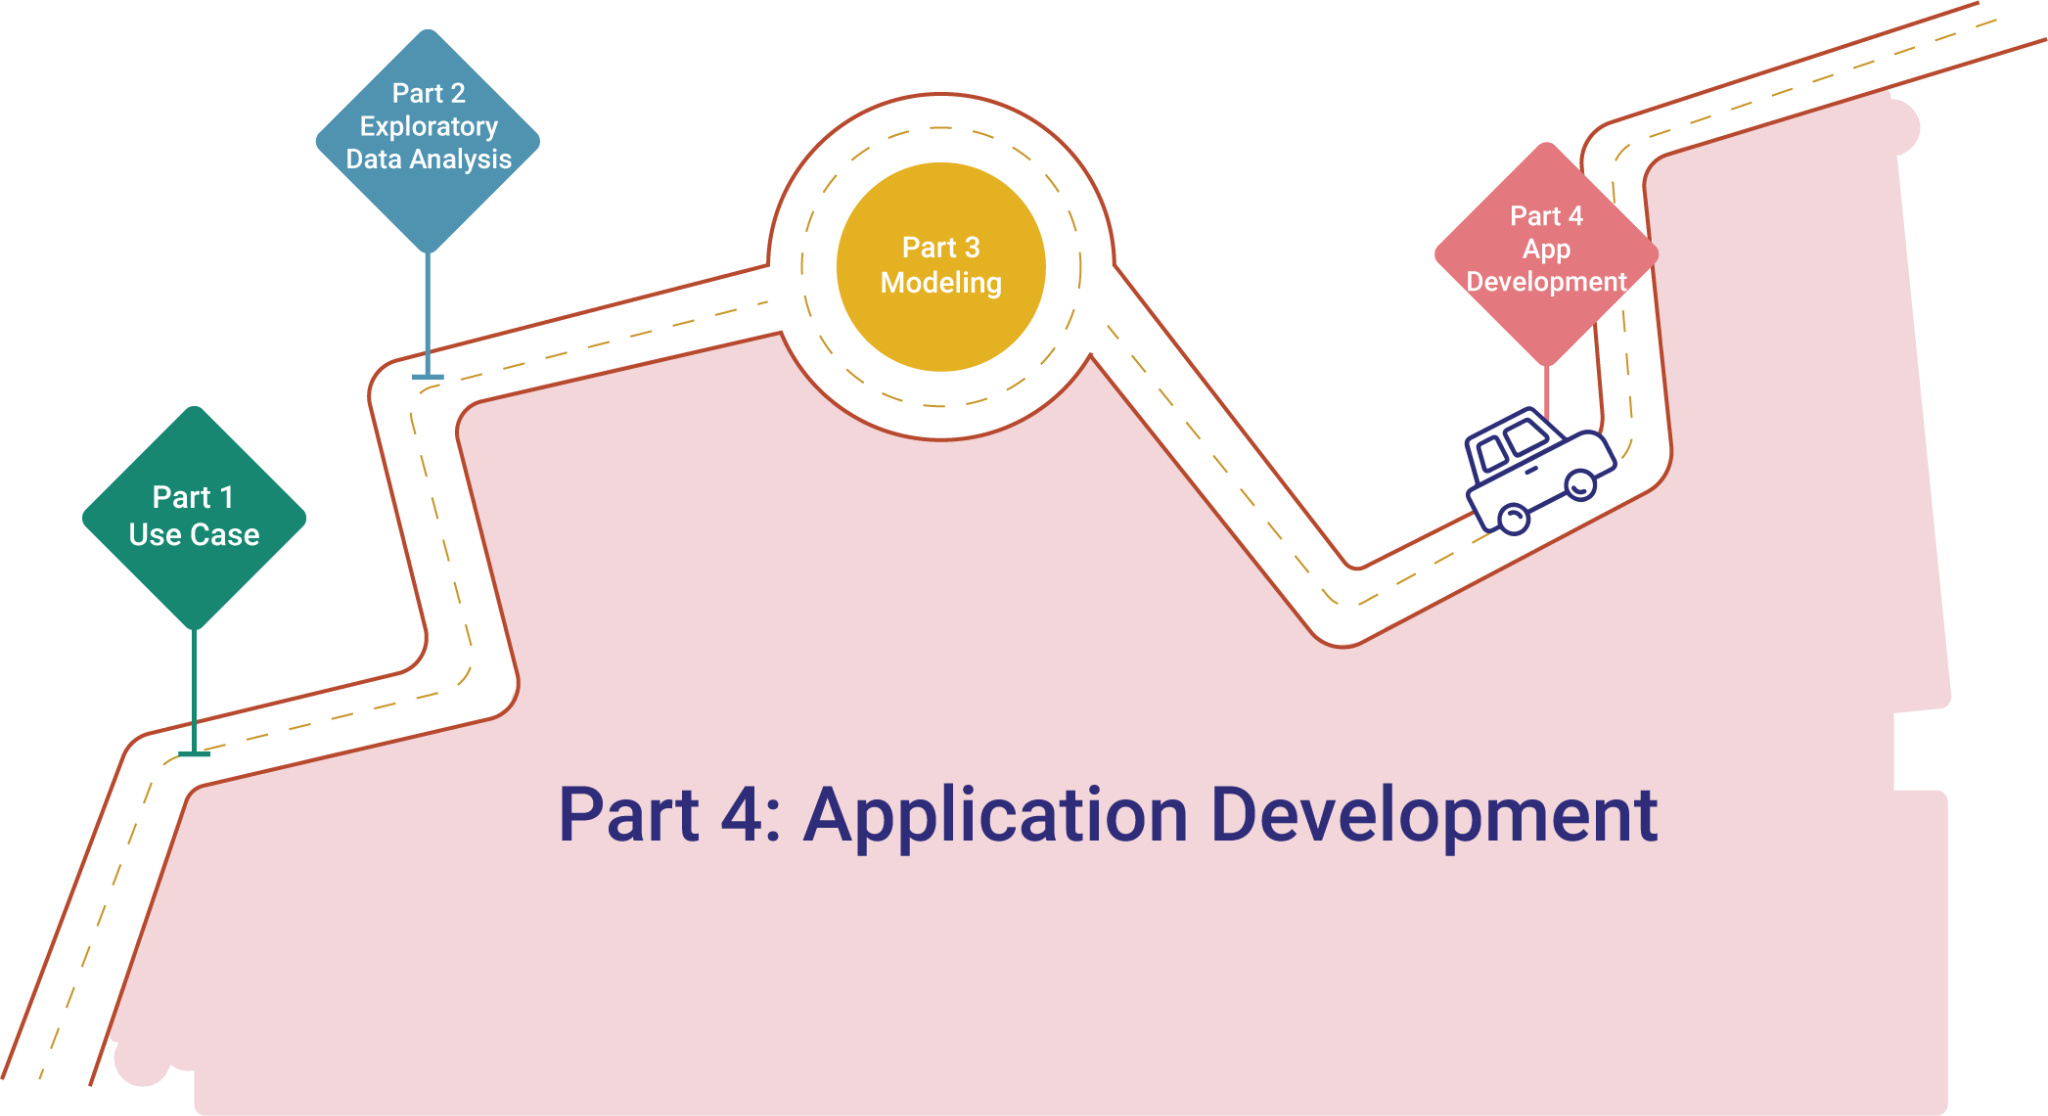 Part 1
Use Case
Part 2
Exploratory
Data Analysis
Part 3
Modeling
Part 4
App
Development
Part 4: Application Development